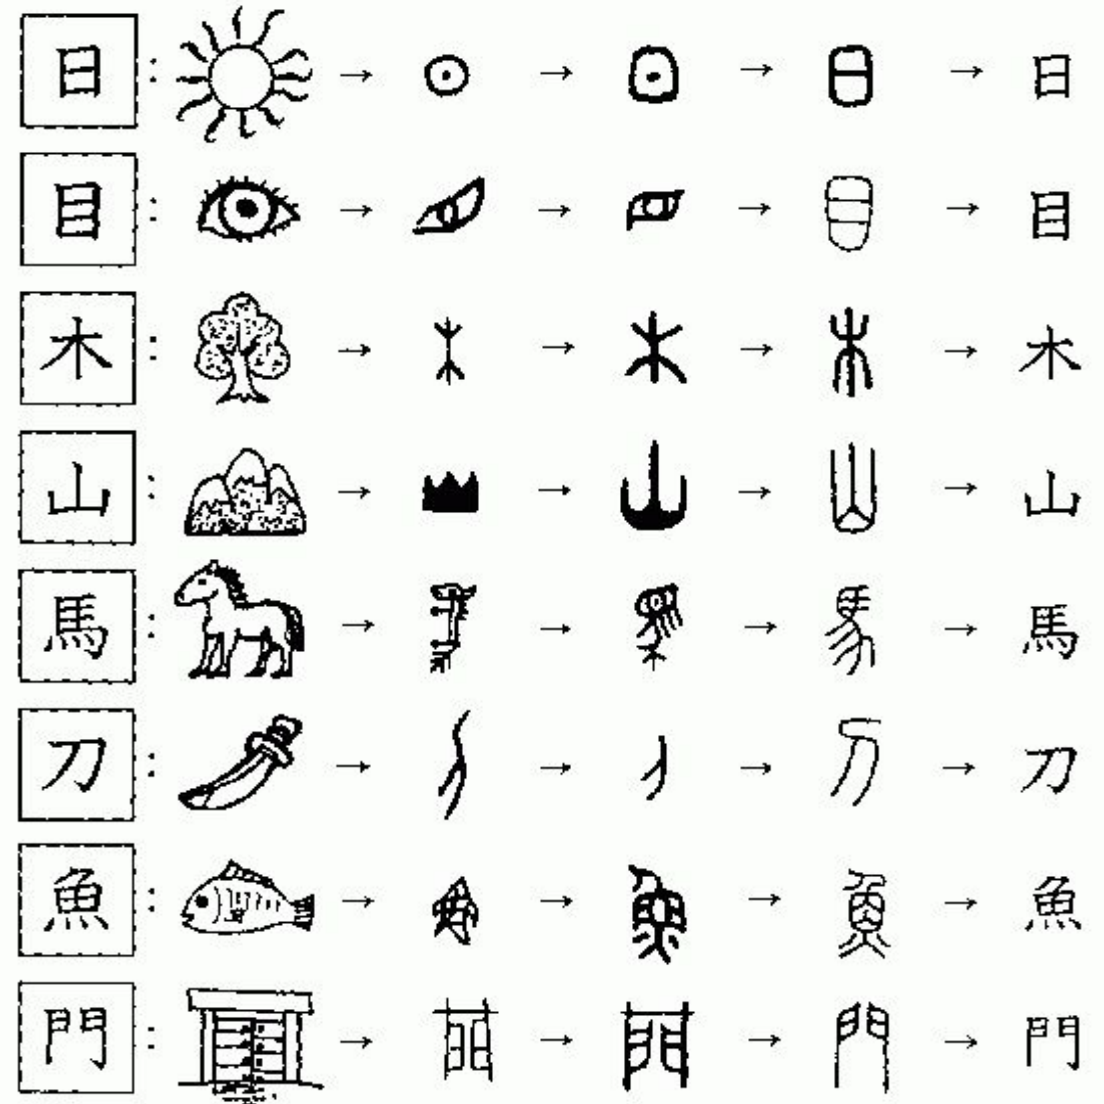 日 : → → → → 日
目 : → → → → 目
木 : → → → → 木
山 : → → → → 山
馬 : → → → → 馬
刀 : → → → → 刀
魚 : → → → → 魚
門 : → → → → 門